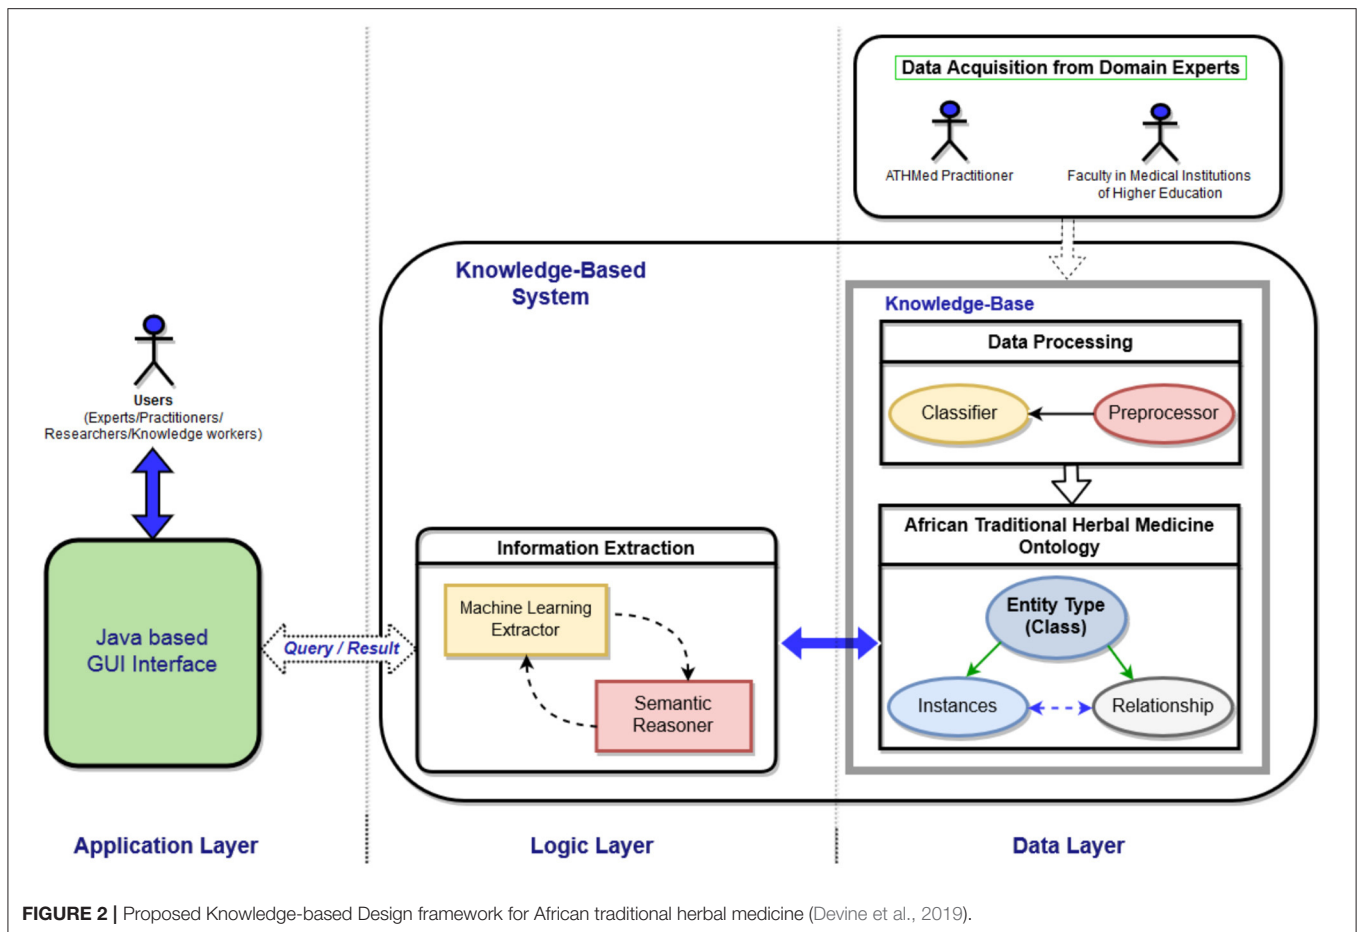 Data Acquisition from Domain Experts
ATHMed Practitioner
Faculty in Medical Institutions
of Higher Education
Knowledge-Based
System
Knowledge-Base
Data Processing
Classifier
Preprocessor
Users
(Experts/Practitioners/
Researchers/Knowledge workers)
African Traditional Herbal Medicine
Ontology
Information Extraction
Machine Learning
Extractor
Entity Type
(Class)
Java based
GUI Interface
Query / Result
Semantic
Reasoner
Instances
Relationship
Application Layer
Logic Layer
Data Layer
FIGURE 2 | Proposed Knowledge-based Design framework for African traditional herbal medicine (Devine et al., 2019).